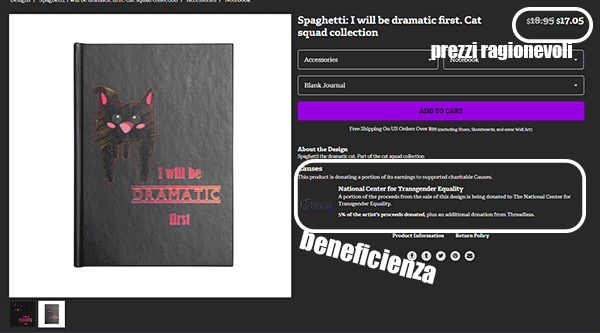 Designs / Spaghetti: I will be dramatic first. Cat squad collection / Accessories / Notebook
Spaghetti: I will be dramatic first. Cat
squad collection
$18.95 $17.05
prezzi ragionevoli
Accessories
Notebook
Blank Journal
ADD TO CART
Free Shipping On US Orders Over $99 (excluding Shoes, Skateboards, and some Wall Art)
About the Design
Spaghetti the dramatic cat, Part of the cat squad collection
Causes
This product is donating a portion of its earnings to supported charitable Causes.
National Center for Transgender Equality
A portion of the proceeds from the sale of this design is being donated to The National Center for
Transgender Equality.
5% of the artist's proceeds donated, plus an additional donation from Threadless.
Product Information
Return Policy
beneficienza
I will be
DRAMATIC
first